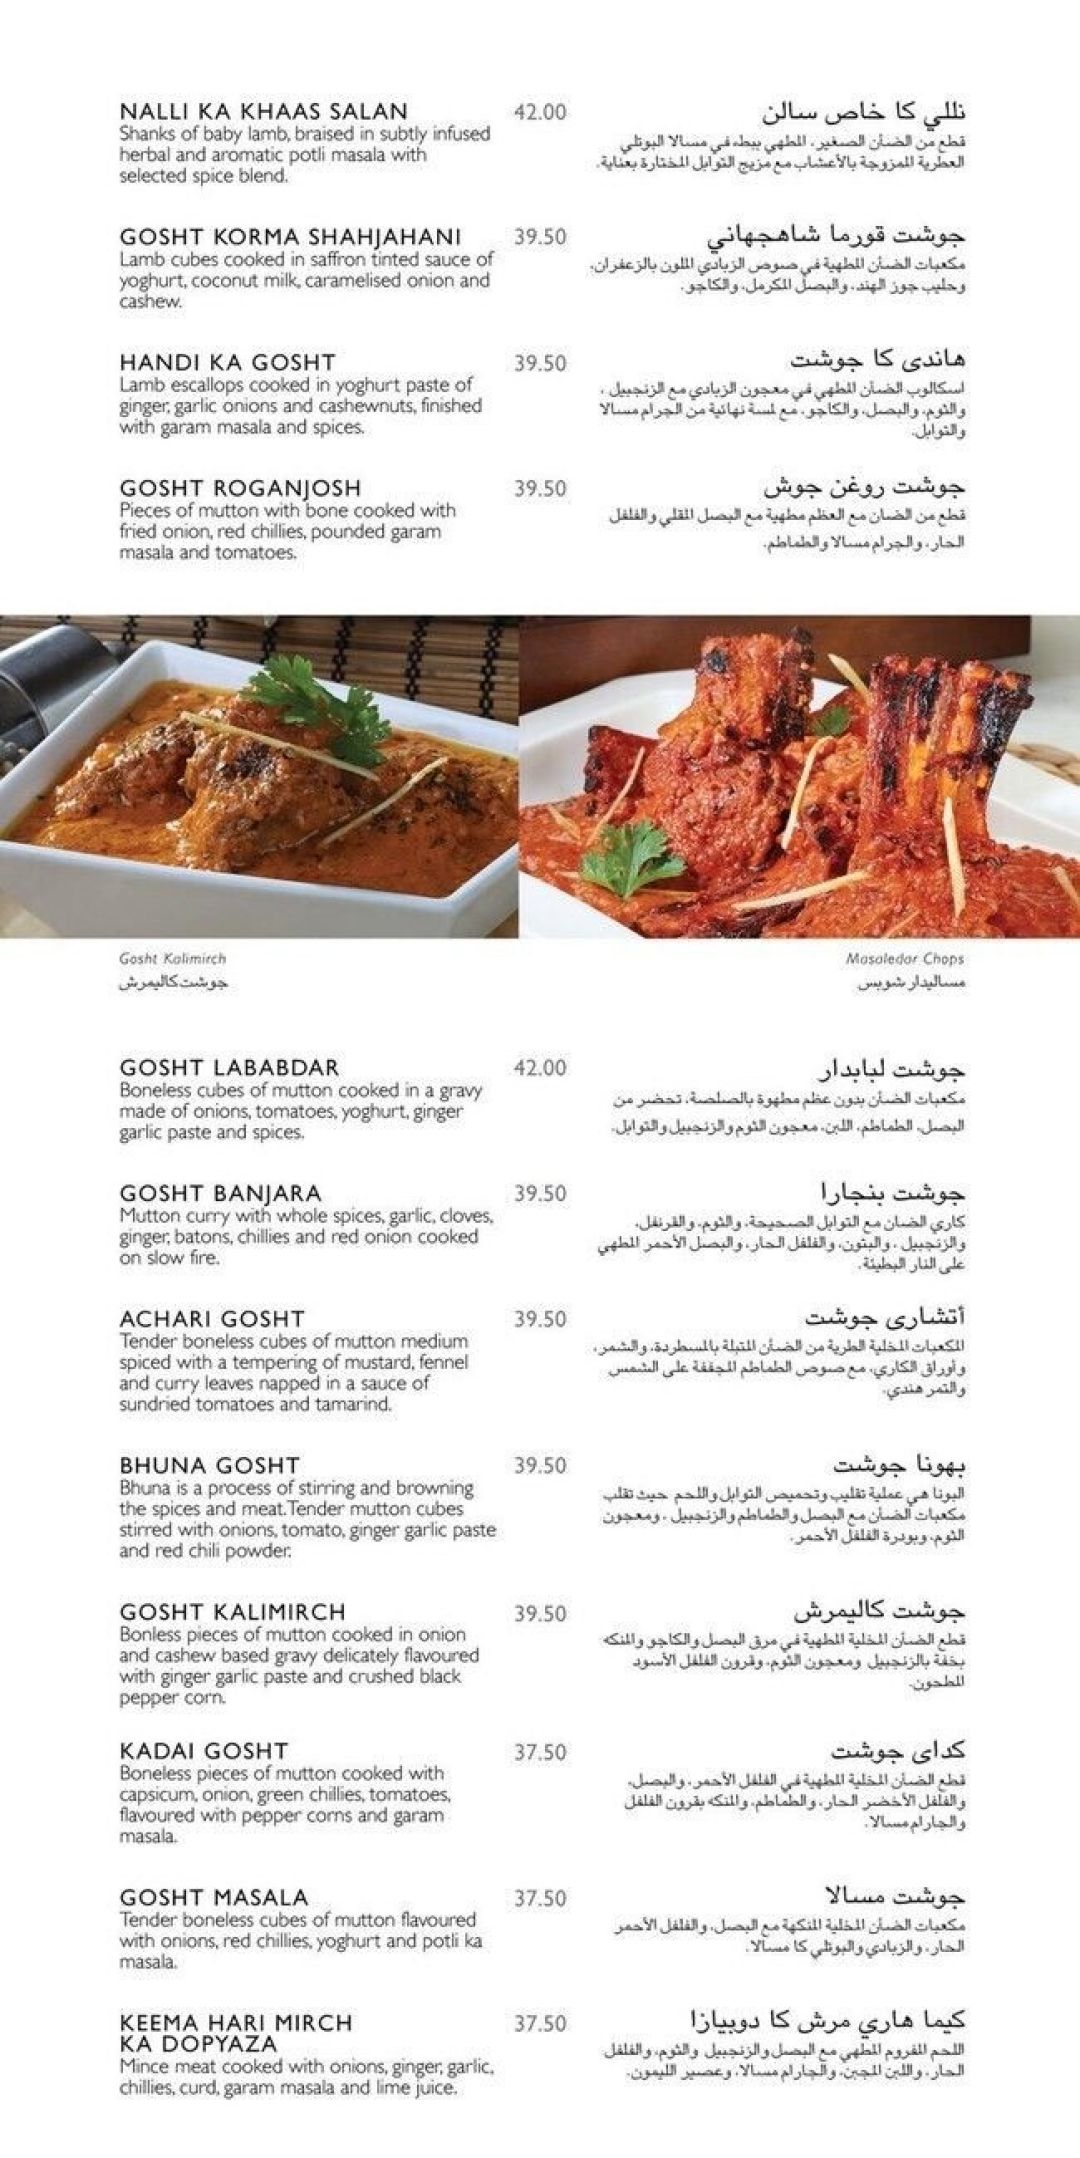 NALLI KA KHAAS SALAN 42.00
Shanks of baby lamb, braised in subtly infused
herbal and aromatic potli masala with
selected spice blend.
نللي كا خاص سالن
قطع من الضأن الصغير، المطهي ببطء في مسالا البوتلي
العطرية الممزوجة بالأعشاب مع مزيج التوابل المختارة بعناية.
GOSHT KORMA SHAHJAHANI 39.50
Lamb cubes cooked in saffron tinted sauce of
yoghurt, coconut milk, caramelised onion and
cashew.
جوشت قورما شاهجهاني
مكعبات الضأن المطهية في صوص الزبادي الملون بالزعفران،
وحليب جوز الهند، والبصل المكرمل، والكاجو.
HANDI KA GOSHT 39.50
Lamb escallops cooked in yoghurt paste of
ginger, garlic onions and cashewnuts, finished
with garam masala and spices.
هاندى كا جوشت
اسكالوب الضأن المطهي في معجون الزبادي مع الزنجبيل ،
والثوم، والبصل، والكاجو، مع لمسة نهائية من الجرام مسالا
والتوابل.
GOSHT ROGANJOSH 39.50
Pieces of mutton with bone cooked with
fried onion, red chillies, pounded garam
masala and tomatoes.
جوشت روغن جوش
قطع من الضان مع العظم مطهية مع البصل المقلي والفلفل
الحار، والجرام مسالا والطماطم.
Gosht Kalimirch
جوشت كاليمرش
Masaledar Chops
مساليدار شوبس
GOSHT LABABDAR 42.00
Boneless cubes of mutton cooked in a gravy
made of onions, tomatoes, yoghurt, ginger
garlic paste and spices.
جوشت لبابدار
مكعبات الضأن بدون عظم مطهوة بالصلصة، تحضر من
البصل، الطماطم، اللبن، معجون الثوم والزنجبيل والتوابل.
GOSHT BANJARA 39.50
Mutton curry with whole spices, garlic, cloves,
ginger, batons, chillies and red onion cooked
on slow fire.
جوشت بنجارا
كاري الضان مع التوابل الصحيحة، والثوم، والقرنفل،
والزنجبيل ، والبتون، والفلفل الحار، والبصل الأحمر المطهي
على النار البطيئة.
ACHARI GOSHT 39.50
Tender boneless cubes of mutton medium
spiced with a tempering of mustard, fennel
and curry leaves napped in a sauce of
sundried tomatoes and tamarind.
أتشارى جوشت
المكعبات المخلية الطرية من الضأن المتبلة بالمسطردة، والشمر،
وأوراق الكاري، مع صوص الطماطم المجففة على الشمس
والتمر هندي.
BHUNA GOSHT 39.50
Bhuna is a process of stirring and browning
the spices and meat.Tender mutton cubes
stirred with onions, tomato, ginger garlic paste
and red chili powder.
بهونا جوشت
البونا هي عملية تقليب وتحميص التوابل واللحم حيث تقلب
مكعبات الضأن مع البصل والطماطم والزنجبيل ، ومعجون
الثوم، وبودرة الفلفل الأحمر.
GOSHT KALIMIRCH 39.50
Bonless pieces of mutton cooked in onion
and cashew based gravy delicately flavoured
with ginger garlic paste and crushed black
pepper corn.
جوشت كاليمرش
قطع الضأن المخلية المطهية في مرق البصل والكاجو والمنكه
بخفة بالزنجبيل ومعجون الثوم، وقرون الفلفل الأسود
المطحون.
KADAI GOSHT 37.50
Boneless pieces of mutton cooked with
capsicum, onion, green chillies, tomatoes,
flavoured with pepper corns and garam
masala.
كداى جوشت
قطع الضأن المخلية المطهية في الفلفل الأحمر، والبصل،
والفلفل الأخضر الحار، والطماطم، والمنكه بقرون الفلفل
والجارام مسالا.
GOSHT MASALA 37.50
Tender boneless cubes of mutton flavoured
with onions, red chillies, yoghurt and potli ka
masala.
جوشت مسالا
مكعبات الضأن المخلية المنكهة مع البصل، والفلفل الأحمر
الحار، والزبادي والبوتلي كا مسالا.
KEEMA HARI MIRCH 37.50
KA DOPYAZA
Mince meat cooked with onions, ginger, garlic,
chillies, curd, garam masala and lime juice.
كيما هاري مرش كا دوبيازا
اللحم المفروم المطهي مع البصل والزنجبيل والثوم، والفلفل
الحار، واللبن المجبن، والجارام مسالا، وعصير الليمون.